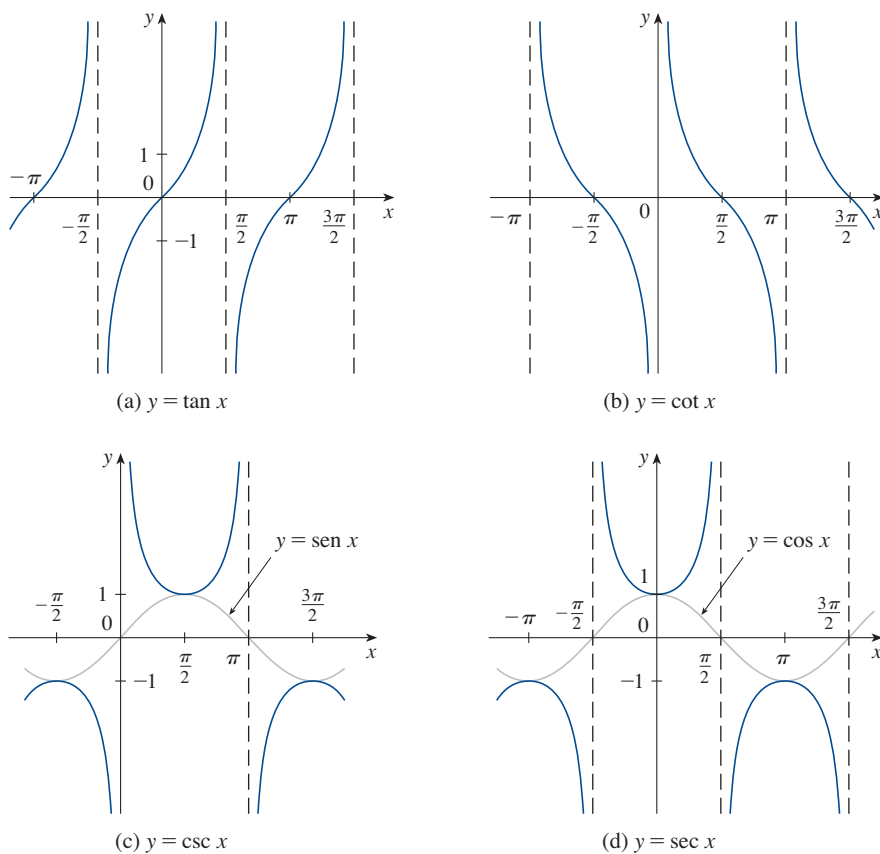 y
1
0
−π
x
−π/2
π/2
π
3π/2
−1
(a) y = tan x
y
0
x
−π
−π/2
π/2
π
3π/2
(b) y = cot x
y
y = sen x
−π/2
1
3π/2
0
x
π/2
π
−1
(c) y = csc x
y
y = cos x
1
−π
−π/2
0
3π/2
x
π/2
π
−1
(d) y = sec x